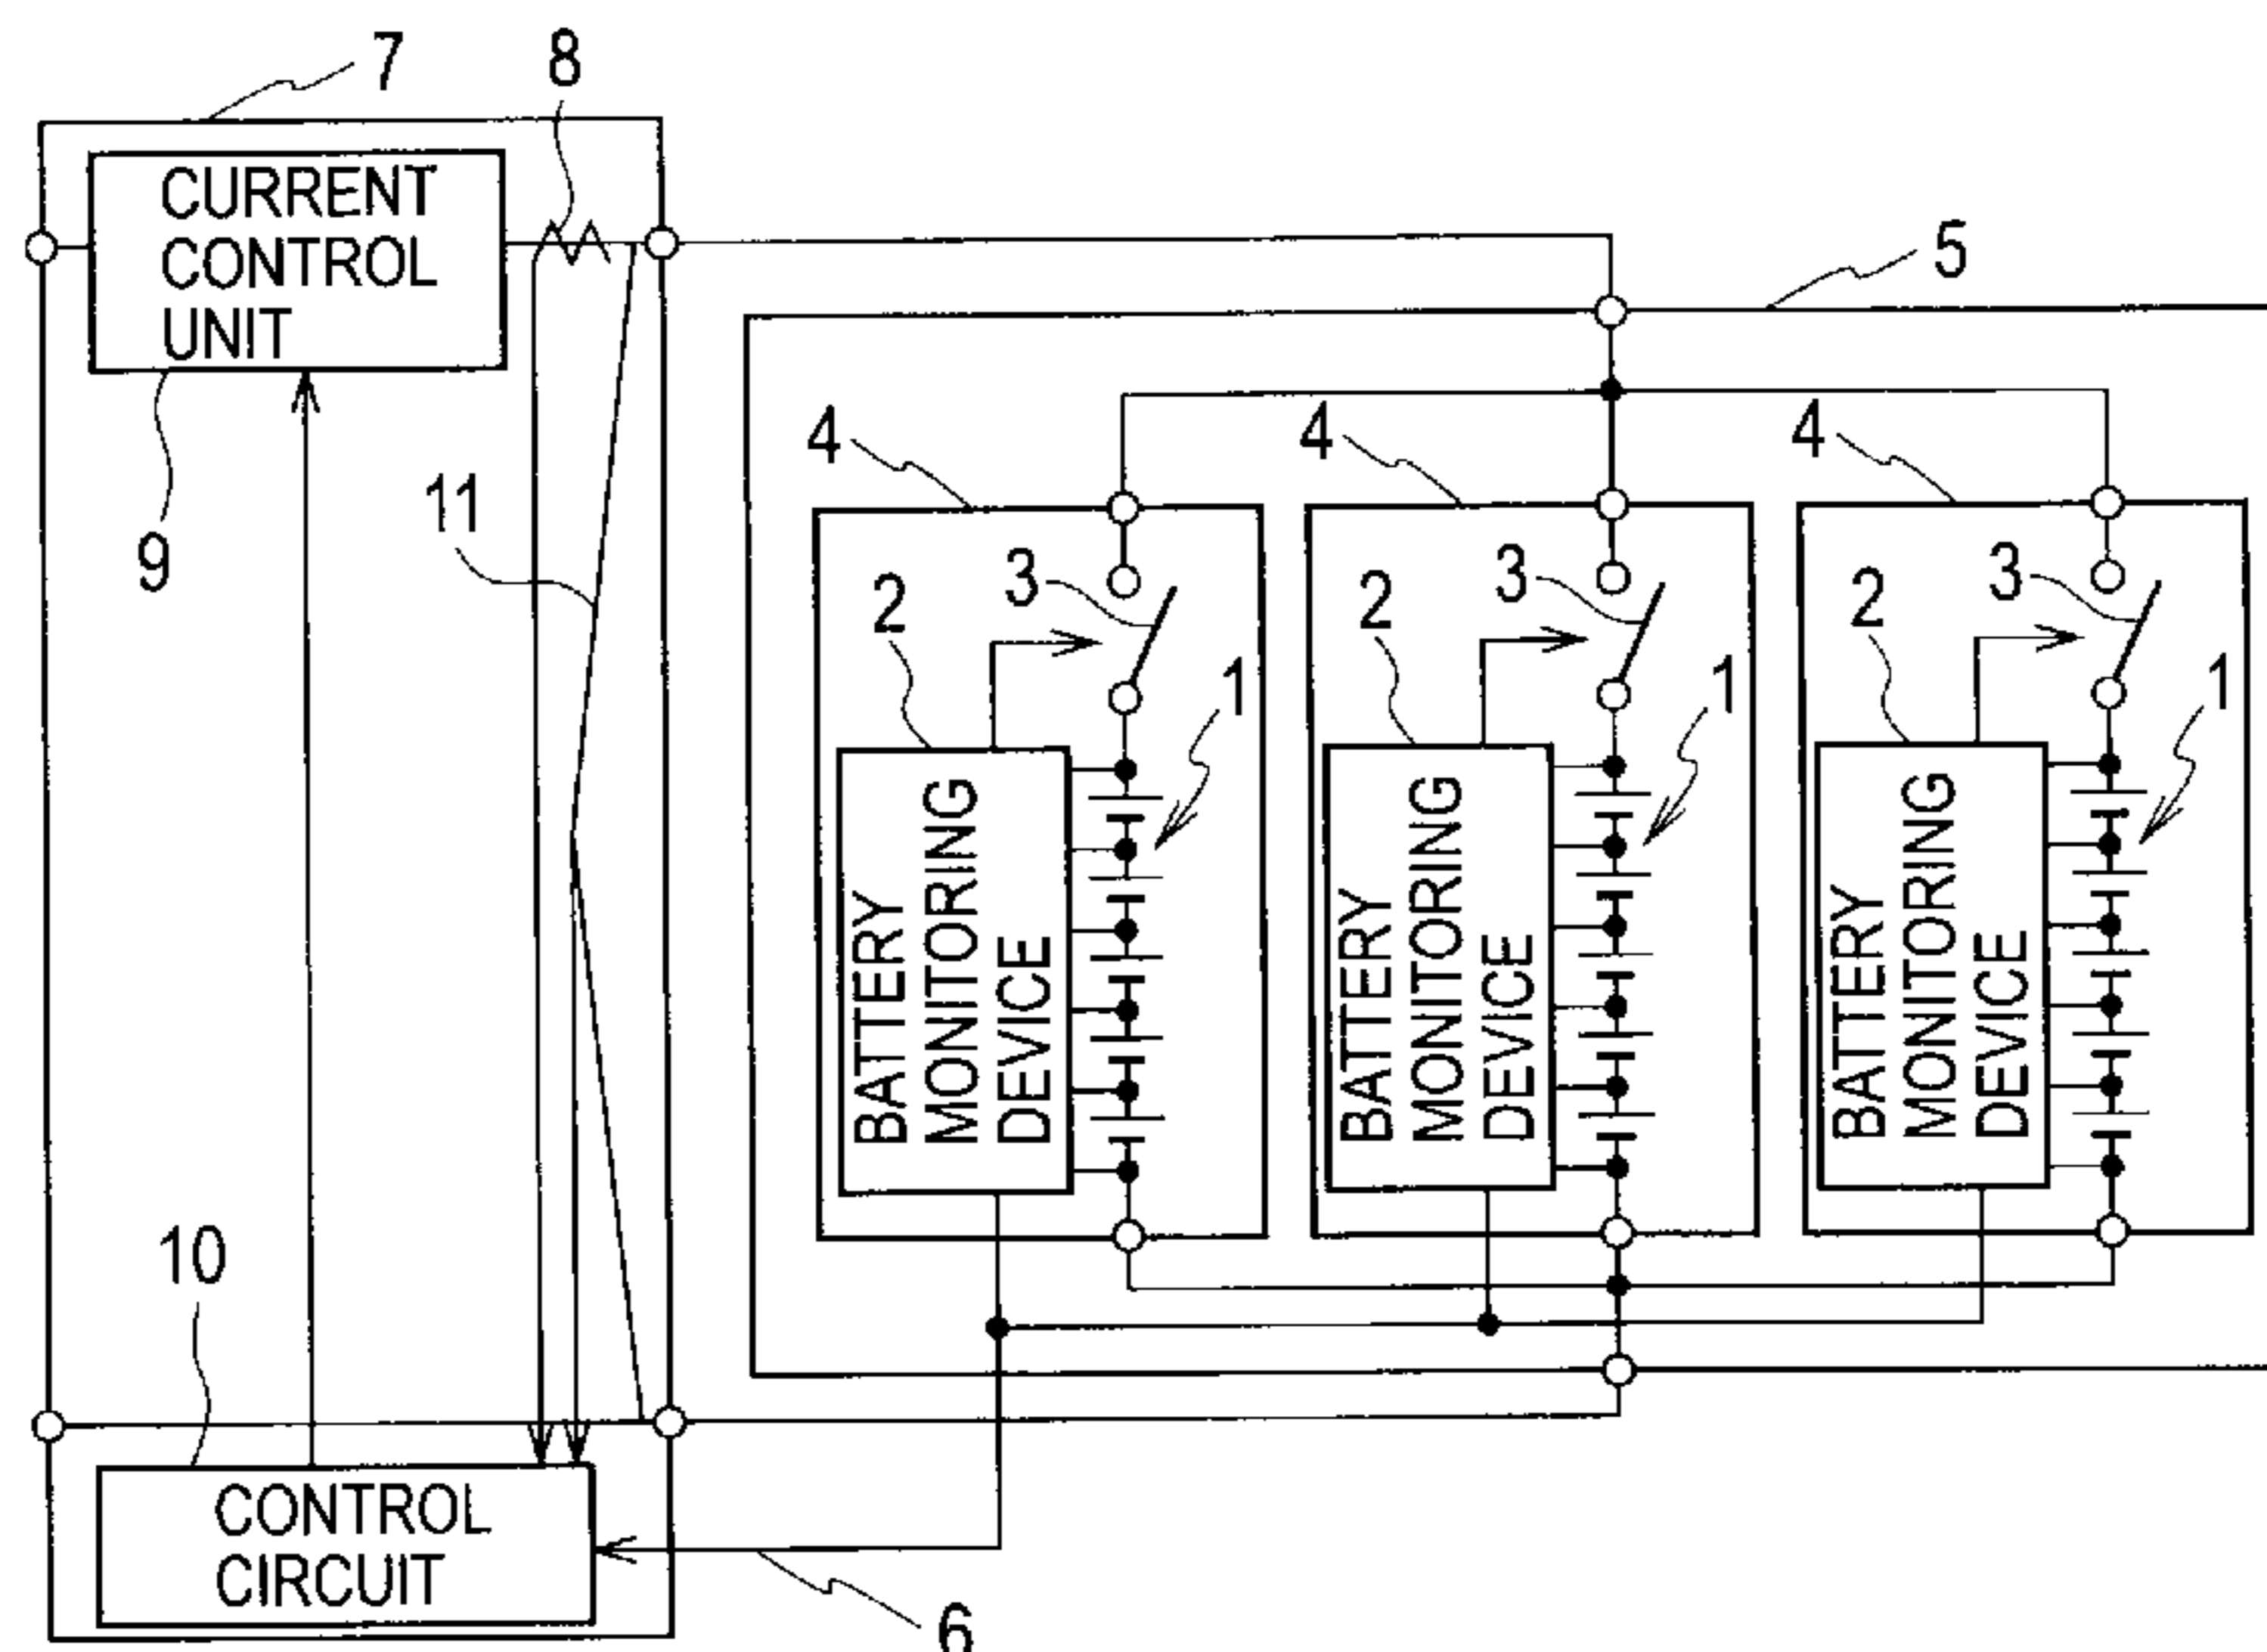 7
8
CURRENT
CONTROL
UNIT
5
4
4
4
11
9
3
3
3
2
2
2
1
1
1
BATTERY
MONITORING
DEVICE
BATTERY
MONITORING
DEVICE
BATTERY
MONITORING
DEVICE
10
CONTROL
CIRCUIT
6